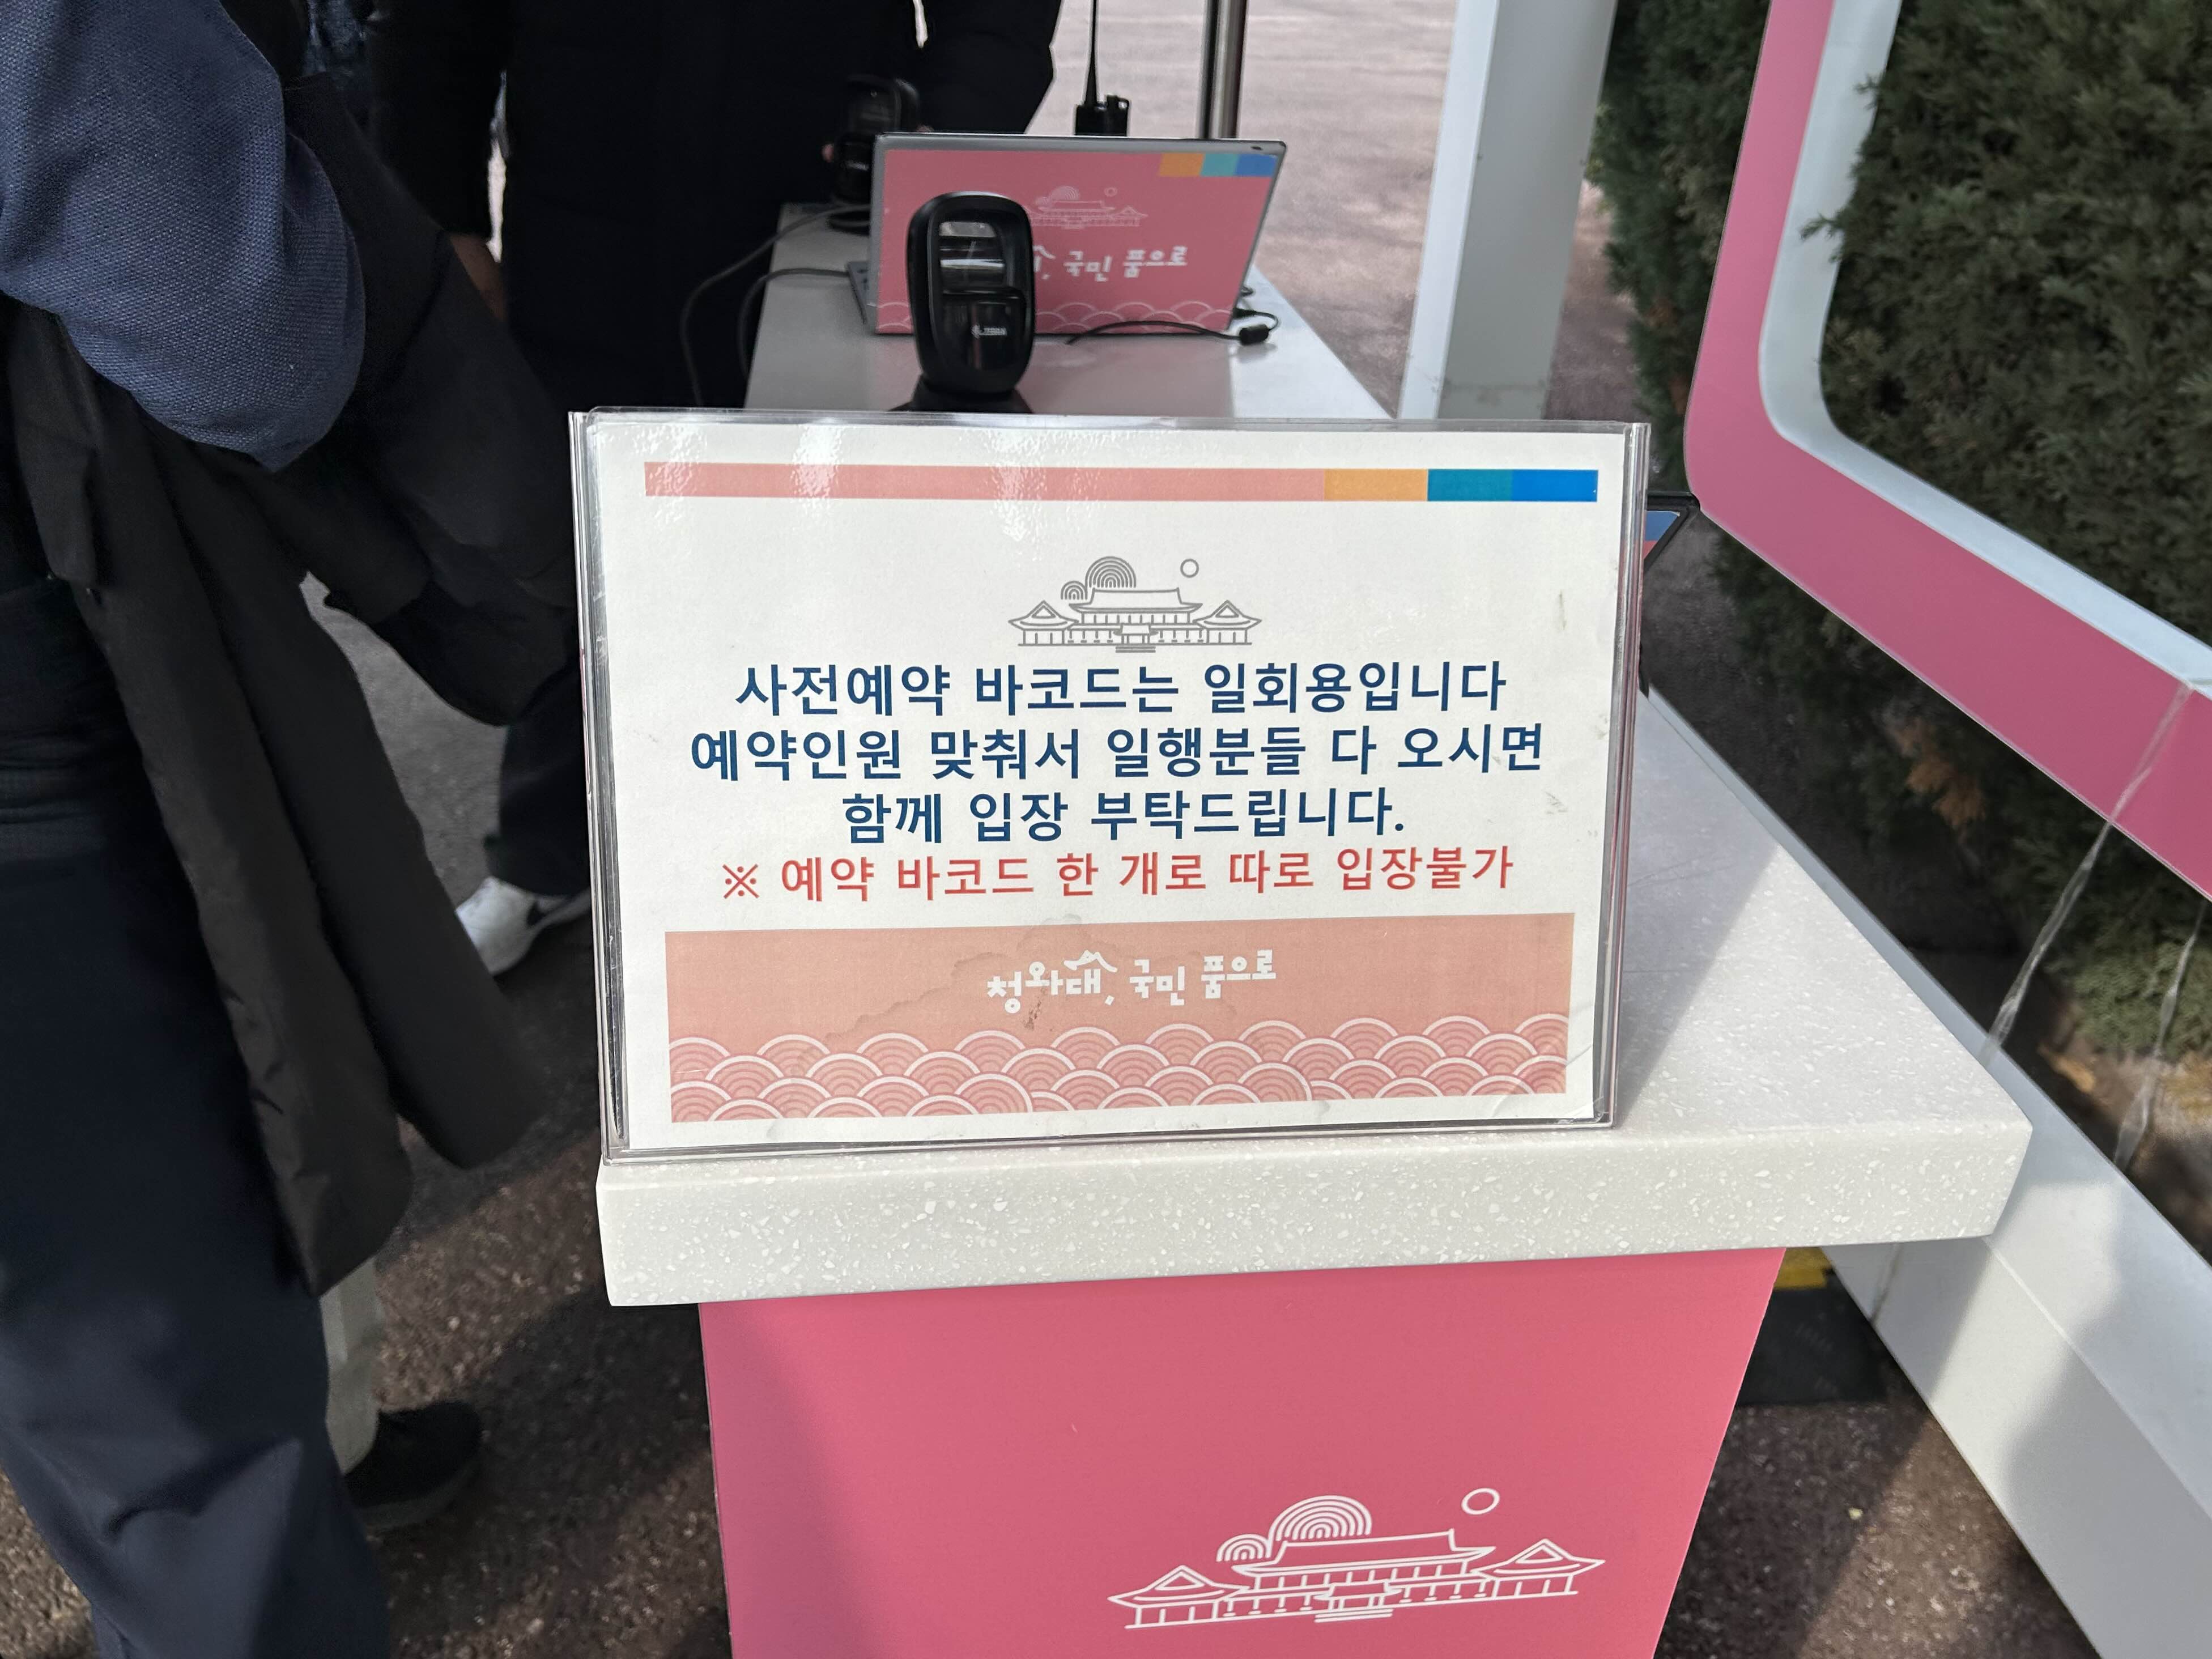 국민 품으로
사전예약 바코드는 일회용입니다
예약인원 맞춰서 일행분들 다 오시면
함께 입장 부탁드립니다.
※ 예약 바코드 한 개로 따로 입장불가
청와대, 국민 품으로